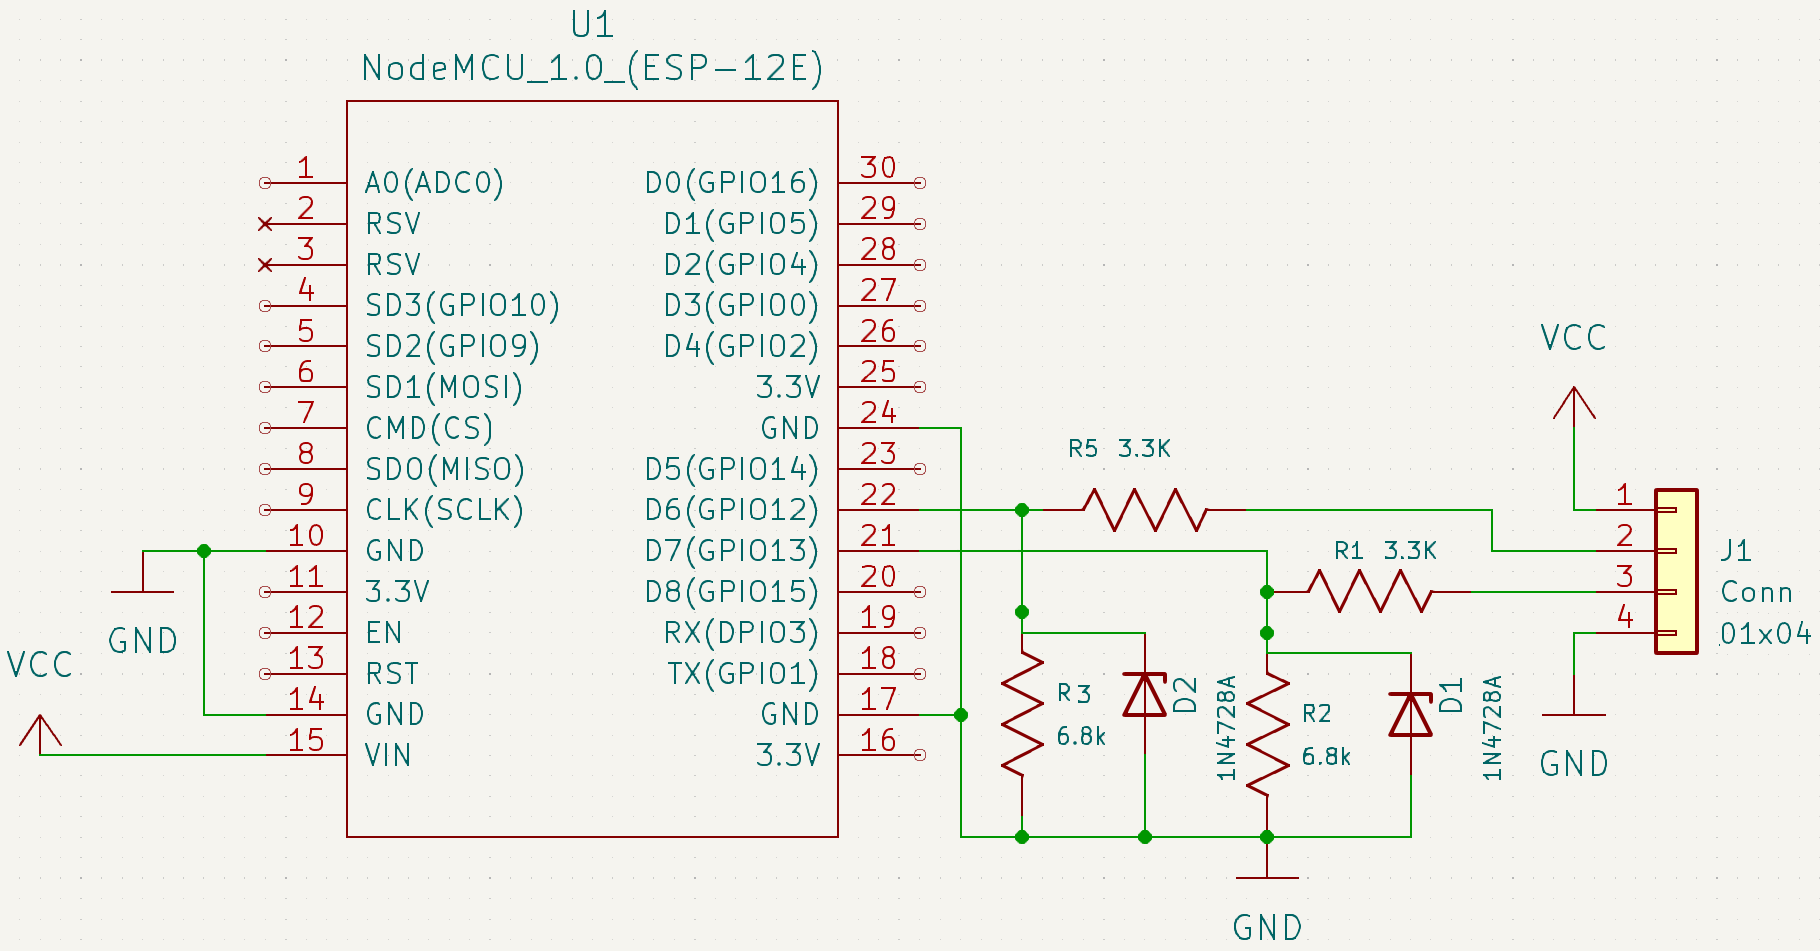 U1
NodeMCU_1.0_(ESP-12E)
1 A0(ADC0) D0(GPIO16) 30
2 RSV D1(GPIO5) 29
3 RSV D2(GPIO4) 28
4 SD3(GPIO10) D3(GPIO0) 27
5 SD2(GPIO9) D4(GPIO2) 26
6 SD1(MOSI) 3.3V 25
7 CMD(CS) GND 24
8 SD0(MISO) D5(GPIO14) 23
9 CLK(SCLK) D6(GPIO12) 22
10 GND D7(GPIO13) 21
11 3.3V D8(GPIO15) 20
12 EN RX(DPIO3) 19
13 RST TX(GPIO1) 18
14 GND GND 17
15 VIN 3.3V 16
GND
VCC
R5 3.3K
R1 3.3K
R3
6.8k
D2
1N4728A
R2
6.8k
D1
1N4728A
GND
VCC
1
2
3
4
J1
Conn
01x04
GND